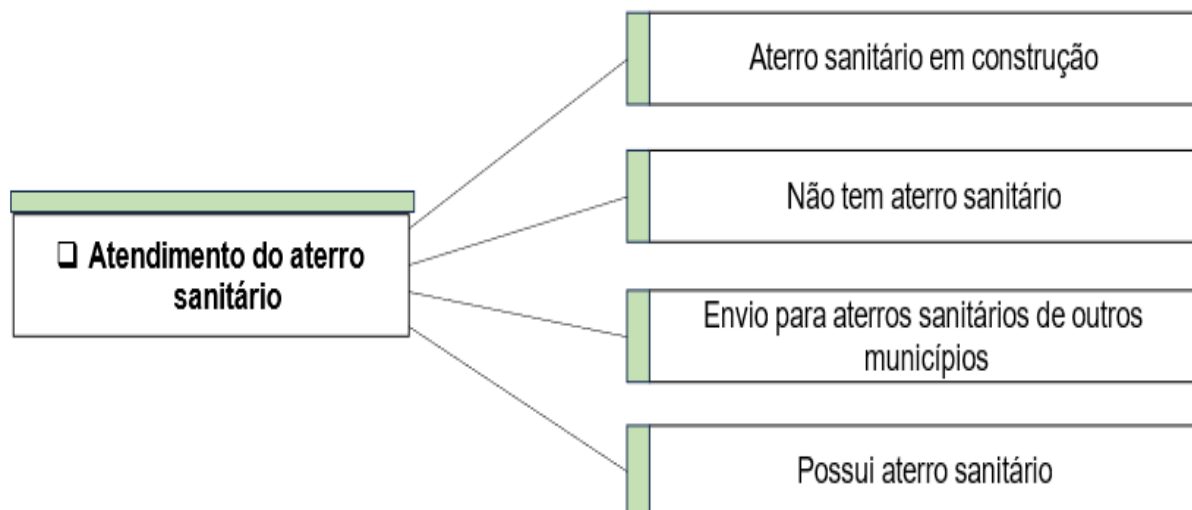 Aterro sanitário em construção
Não tem aterro sanitário
❑ Atendimento do aterro
sanitário
Envio para aterros sanitários de outros
municípios
Possui aterro sanitário